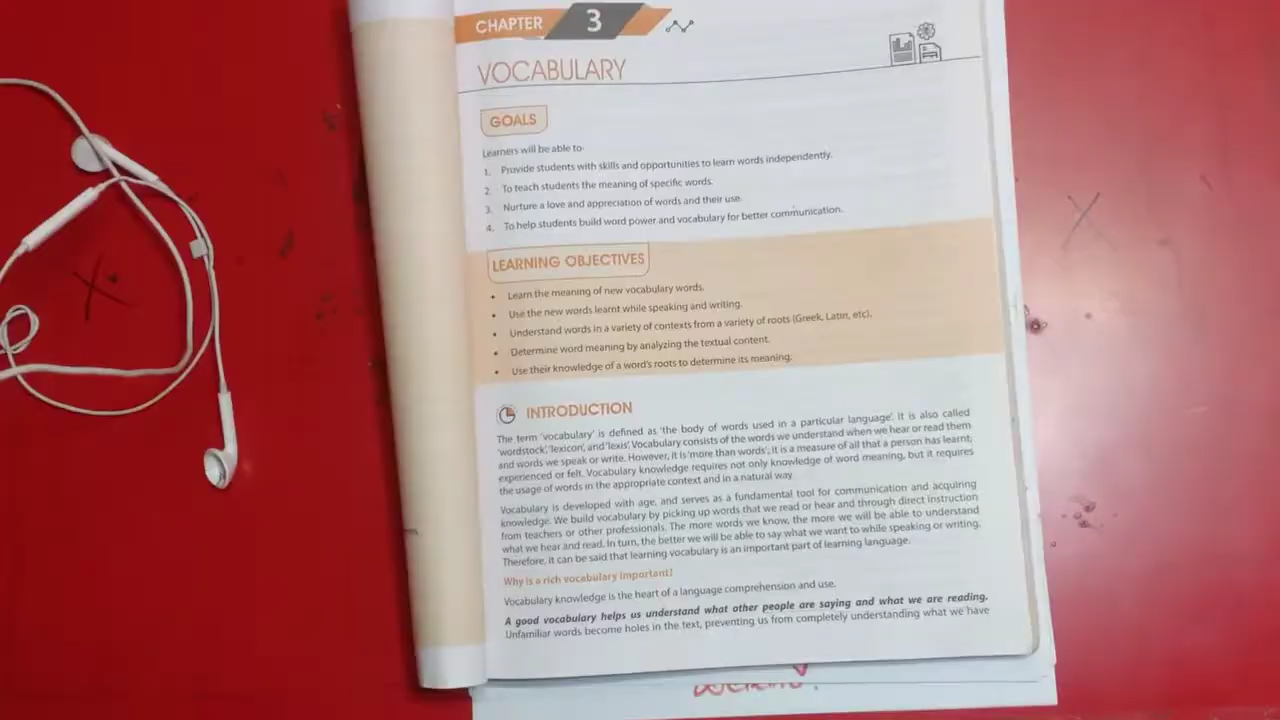 CHAPTER 3
VOCABULARY
GOALS
Learners will be able to-
1. Provide students with skills and opportunities to learn words independently.
2. To teach students the meaning of specific words.
3. Nurture a love and appreciation of words and their use.
4. To help students build word power and vocabulary for better communication.
LEARNING OBJECTIVES
• Learn the meaning of new vocabulary words.
• Use the new words learnt while speaking and writing.
• Understand words in a variety of contexts from a variety of roots (Greek, Latin, etc).
• Determine word meaning by analyzing the textual content.
• Use their knowledge of a word's roots to determine its meaning.
INTRODUCTION
The term 'vocabulary' is defined as 'the body of words used in a particular language'. It is also called
'wordstock', 'lexicon', and 'lexis'. Vocabulary consists of the words we understand when we hear or read them
and words we speak or write. However, it is 'more than words', it is a measure of all that a person has learnt,
experienced or felt. Vocabulary knowledge requires not only knowledge of word meaning, but it requires
the usage of words in the appropriate context and in a natural way.
Vocabulary is developed with age, and serves as a fundamental tool for communication and acquiring
knowledge. We build vocabulary by picking up words that we read or hear and through direct instruction
from teachers or other professionals. The more words we know, the more we will be able to understand
what we hear and read. In turn, the better we will be able to say what we want to while speaking or writing.
Therefore, it can be said that learning vocabulary is an important part of learning language.
Why is a rich vocabulary important?
Vocabulary knowledge is the heart of a language comprehension and use.
A good vocabulary helps us understand what other people are saying and what we are reading.
Unfamiliar words become holes in the text, preventing us from completely understanding what we have